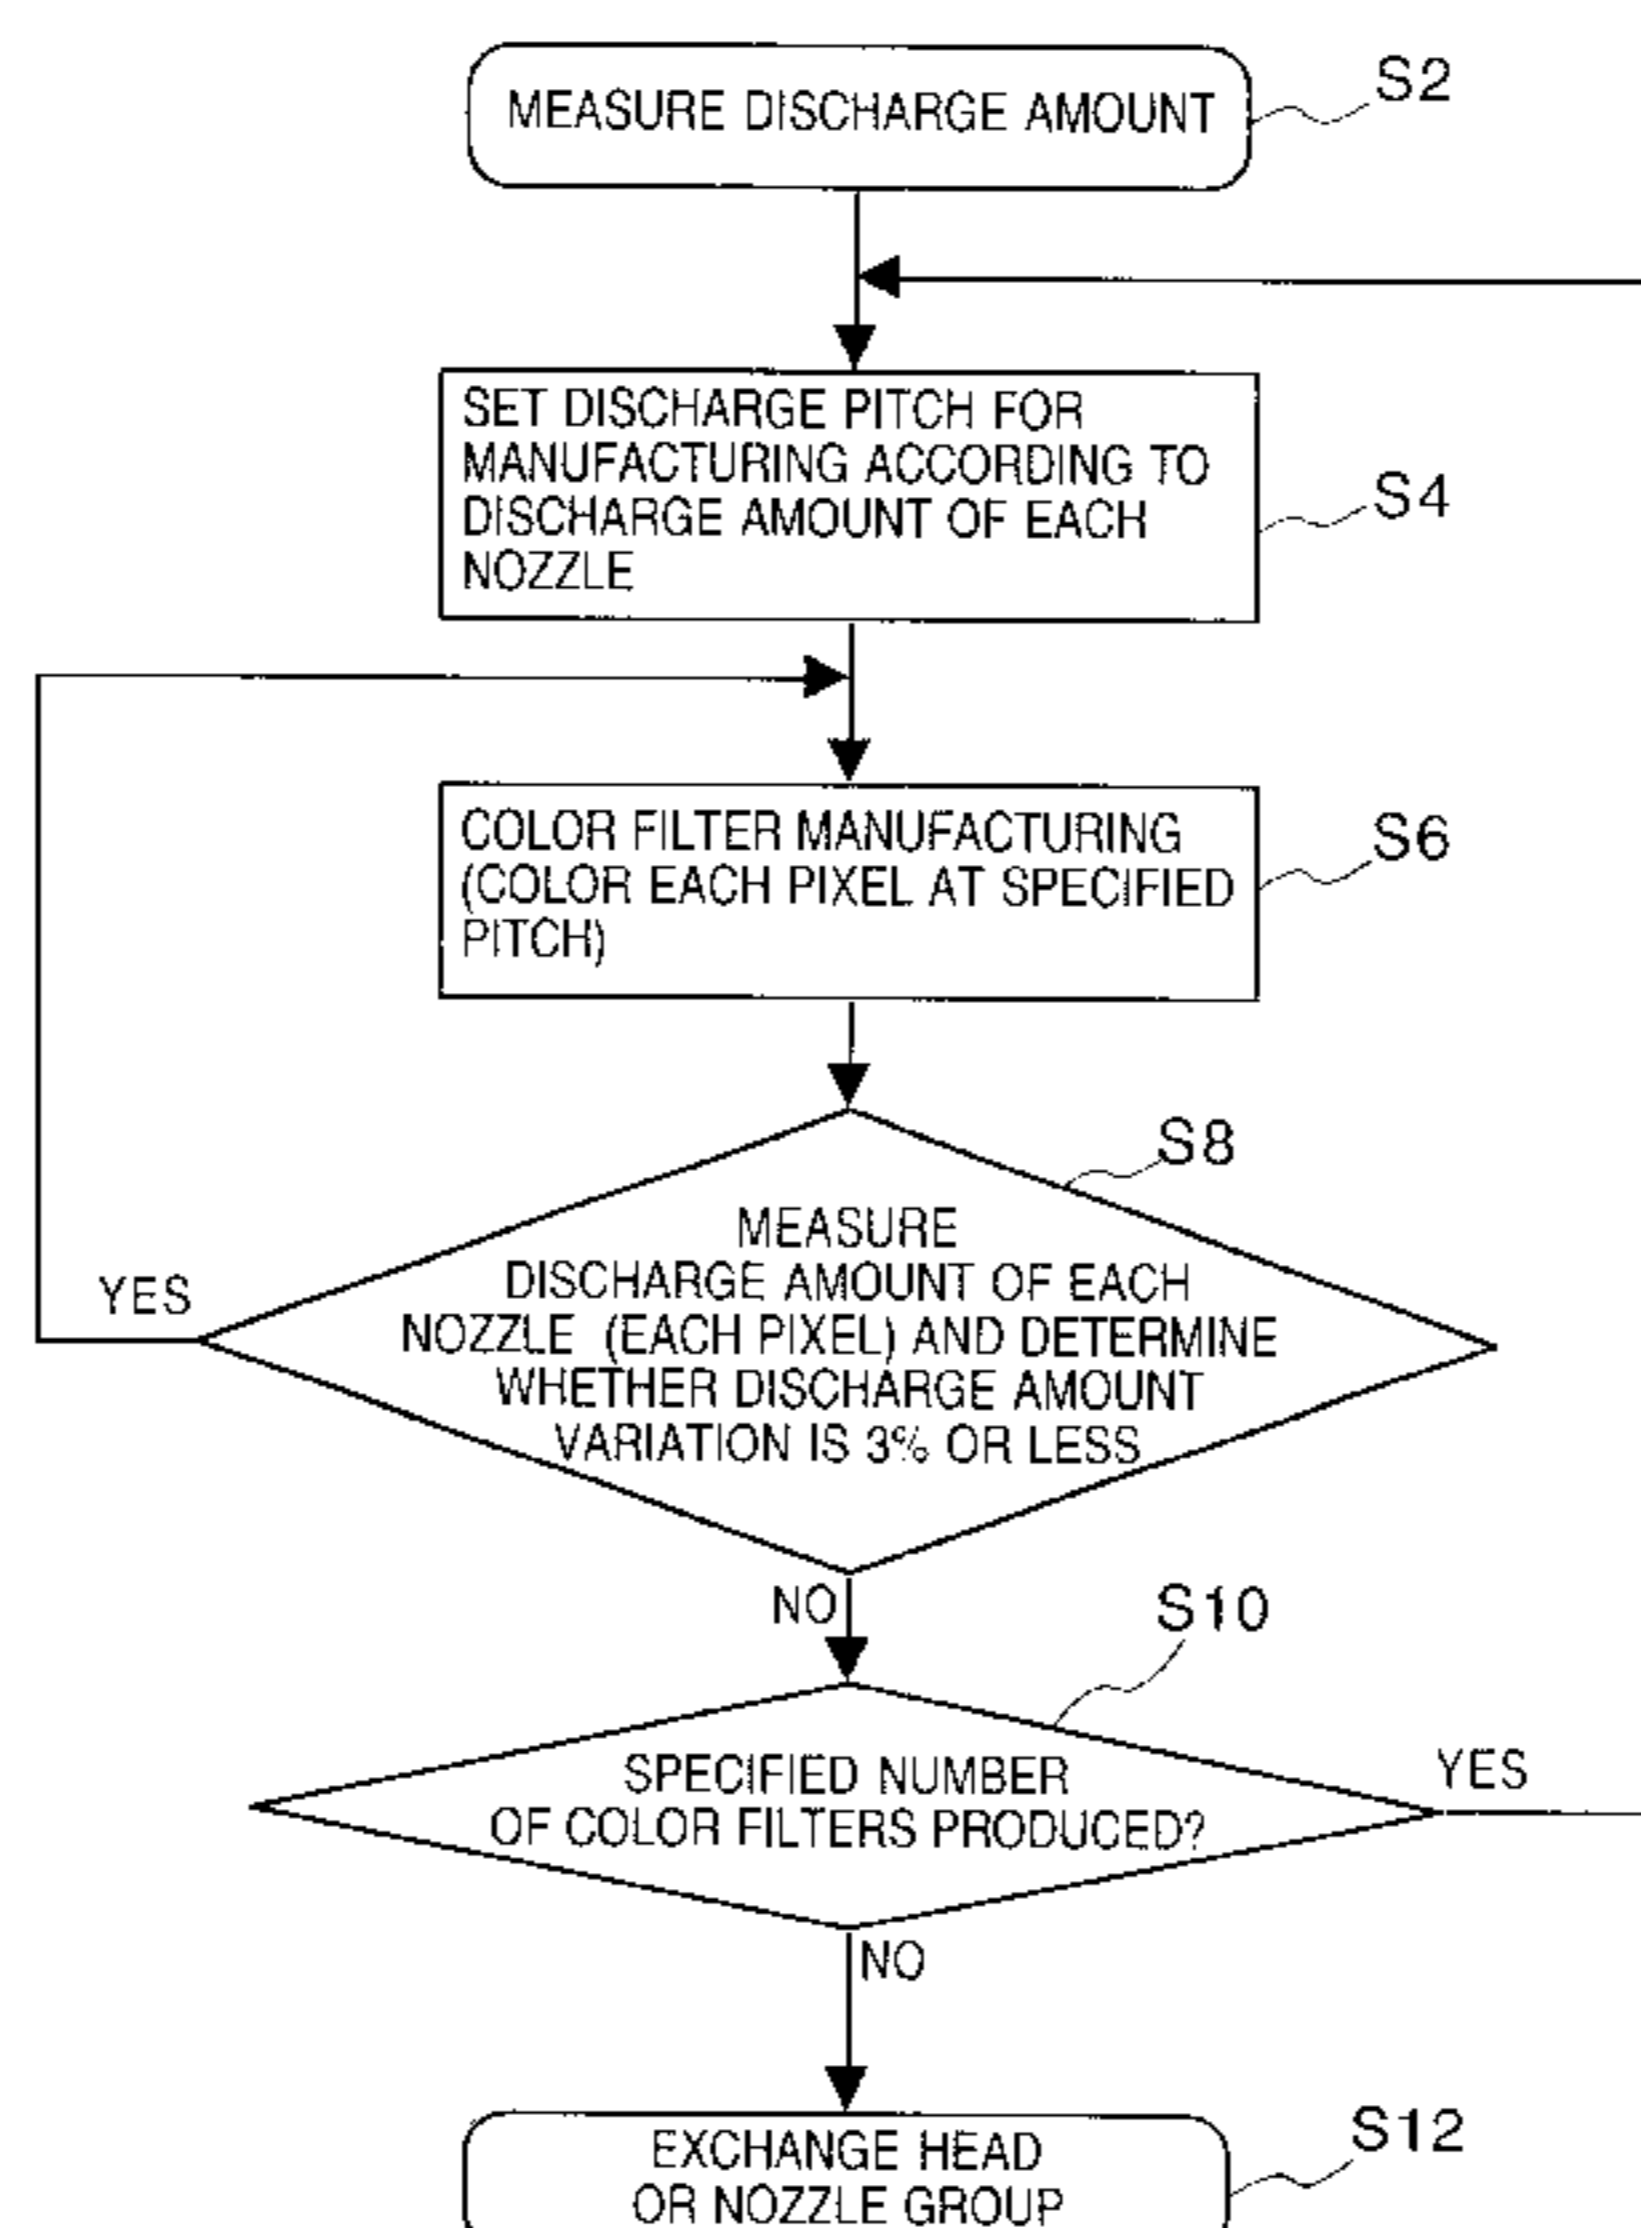 MEASURE DISCHARGE AMOUNT
S2
SET DISCHARGE PITCH FOR
MANUFACTURING ACCORDING TO
DISCHARGE AMOUNT OF EACH
NOZZLE
S4
COLOR FILTER MANUFACTURING
(COLOR EACH PIXEL AT SPECIFIED
PITCH)
S6
S8
MEASURE
DISCHARGE AMOUNT OF EACH
NOZZLE (EACH PIXEL) AND DETERMINE
WHETHER DISCHARGE AMOUNT
VARIATION IS 3% OR LESS
YES
NO
S10
SPECIFIED NUMBER
OF COLOR FILTERS PRODUCED?
YES
NO
S12
EXCHANGE HEAD
OR NOZZLE GROUP